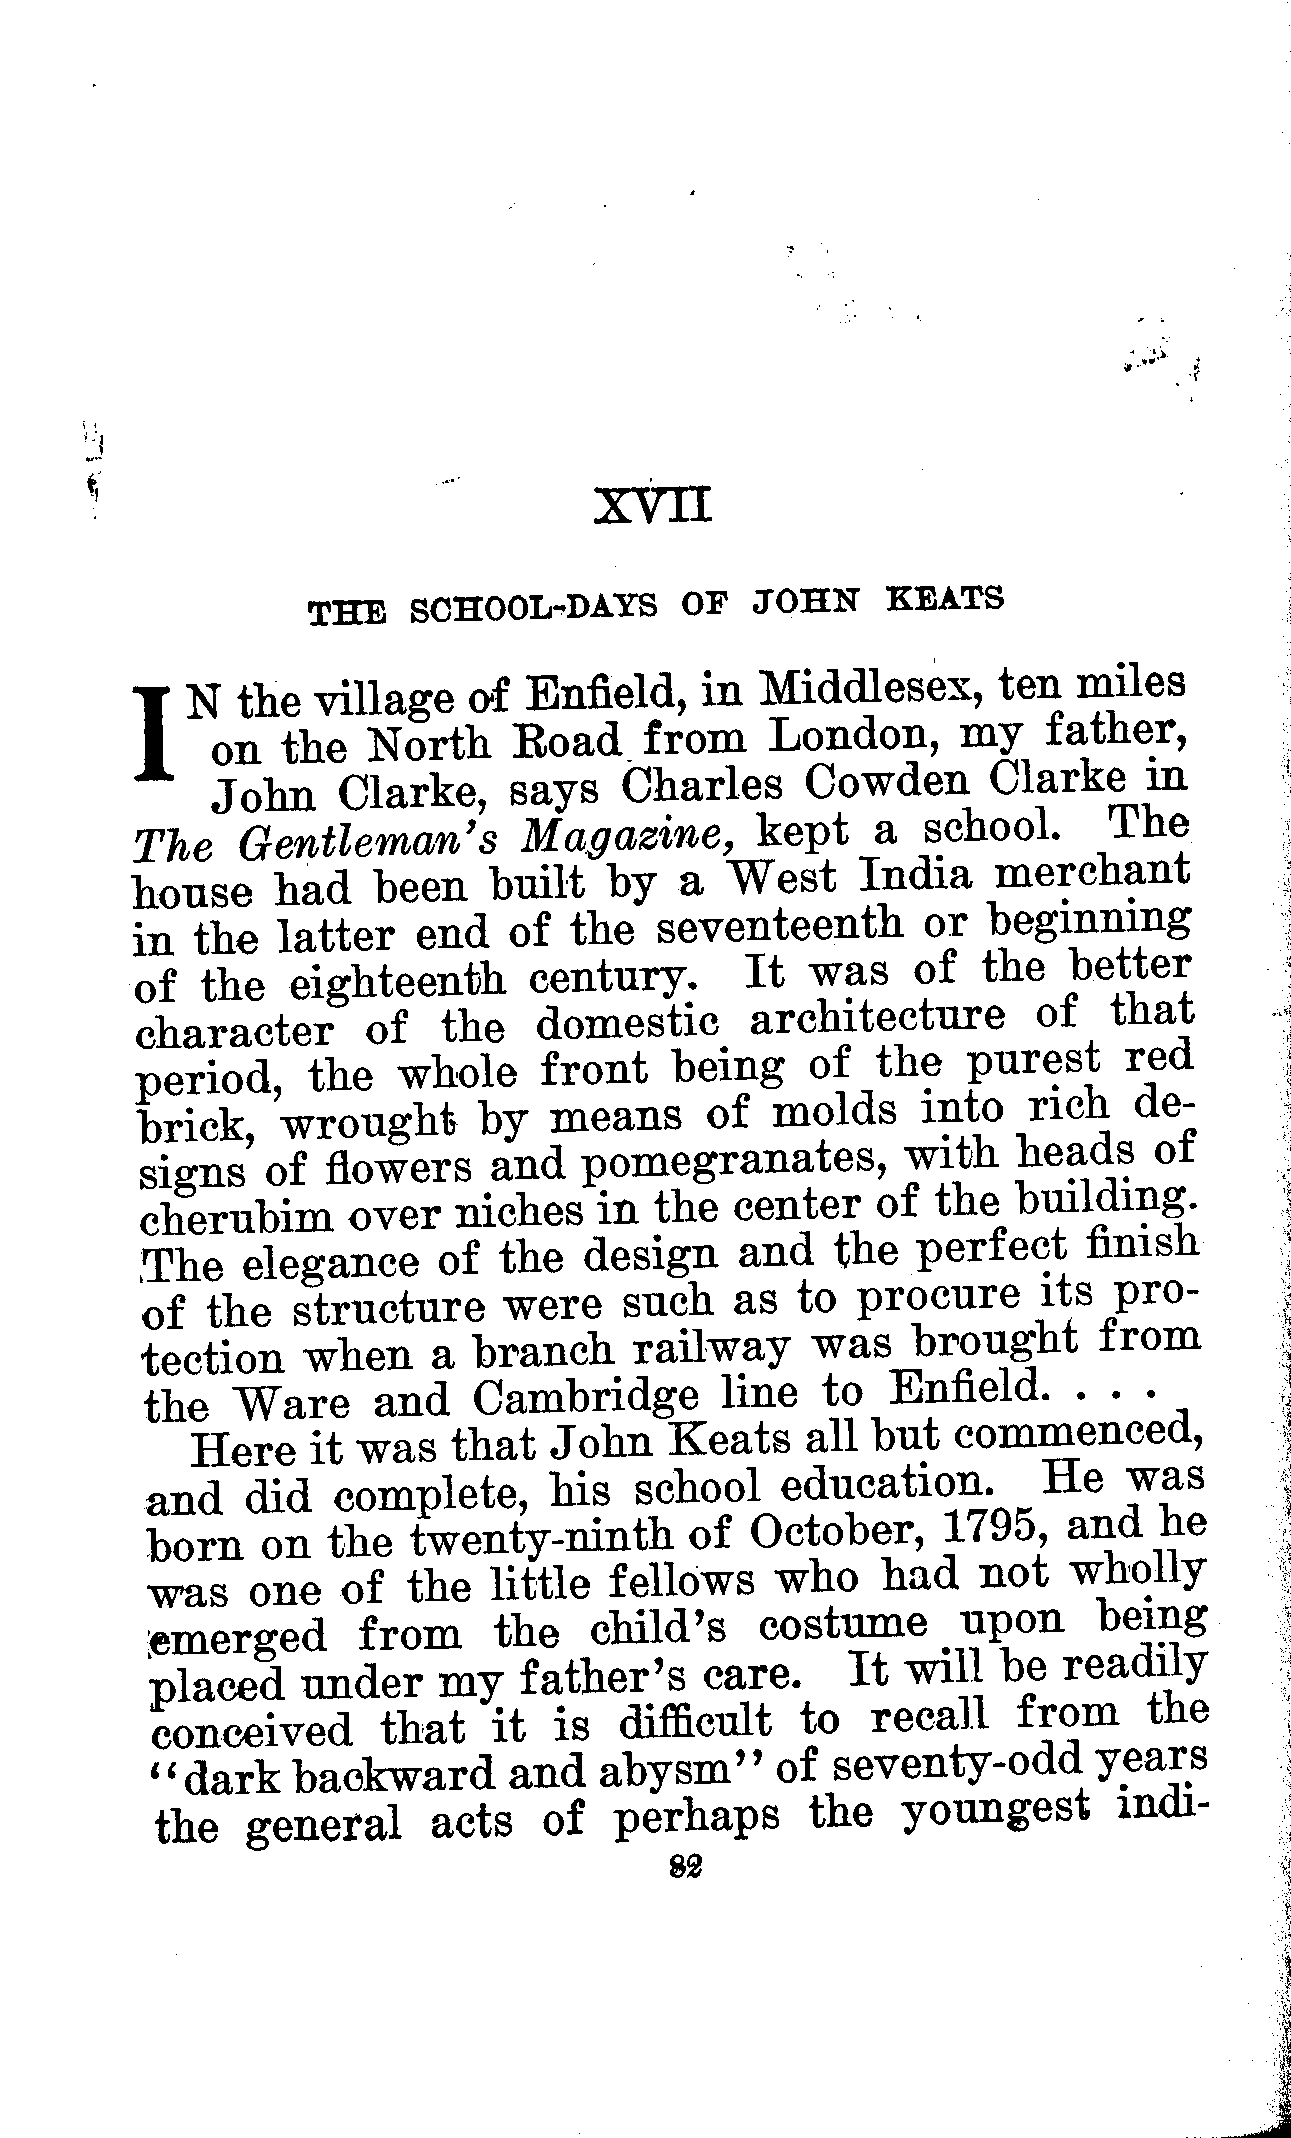 XVII
THE SCHOOL-DAYS OF JOHN KEATS
IN the village of Enfield, in Middlesex, ten miles
on the North Road from London, my father,
John Clarke, says Charles Cowden Clarke in
The Gentleman's Magazine, kept a school. The
house had been built by a West India merchant
in the latter end of the seventeenth or beginning
of the eighteenth century. It was of the better
character of the domestic architecture of that
period, the whole front being of the purest red
brick, wrought by means of molds into rich de-
signs of flowers and pomegranates, with heads of
cherubim over niches in the center of the building.
The elegance of the design and the perfect finish
of the structure were such as to procure its pro-
tection when a branch railway was brought from
the Ware and Cambridge line to Enfield. . . .
Here it was that John Keats all but commenced,
and did complete, his school education. He was
born on the twenty-ninth of October, 1795, and he
was one of the little fellows who had not wholly
emerged from the child's costume upon being
placed under my father's care. It will be readily
conceived that it is difficult to recall from the
"dark backward and abysm" of seventy-odd years
the general acts of perhaps the youngest indi-
82